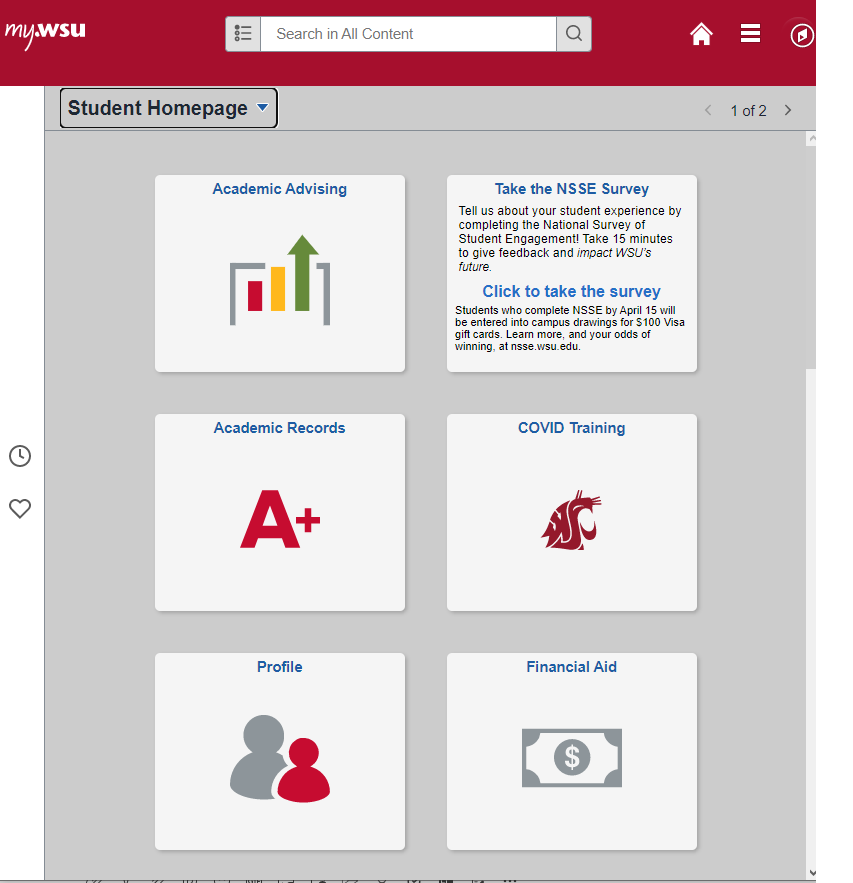 my.wsu
Search in All Content
Student Homepage
1 of 2
Academic Advising
Take the NSSE Survey
Tell us about your student experience by
completing the National Survey of
Student Engagement! Take 15 minutes
to give feedback and impact WSU's
future.
Click to take the survey
Students who complete NSSE by April 15 will
be entered into campus drawings for $100 Visa
gift cards. Learn more, and your odds of
winning, at nsse.wsu.edu.
Academic Records
A+
COVID Training
WSC
Profile
Financial Aid
$